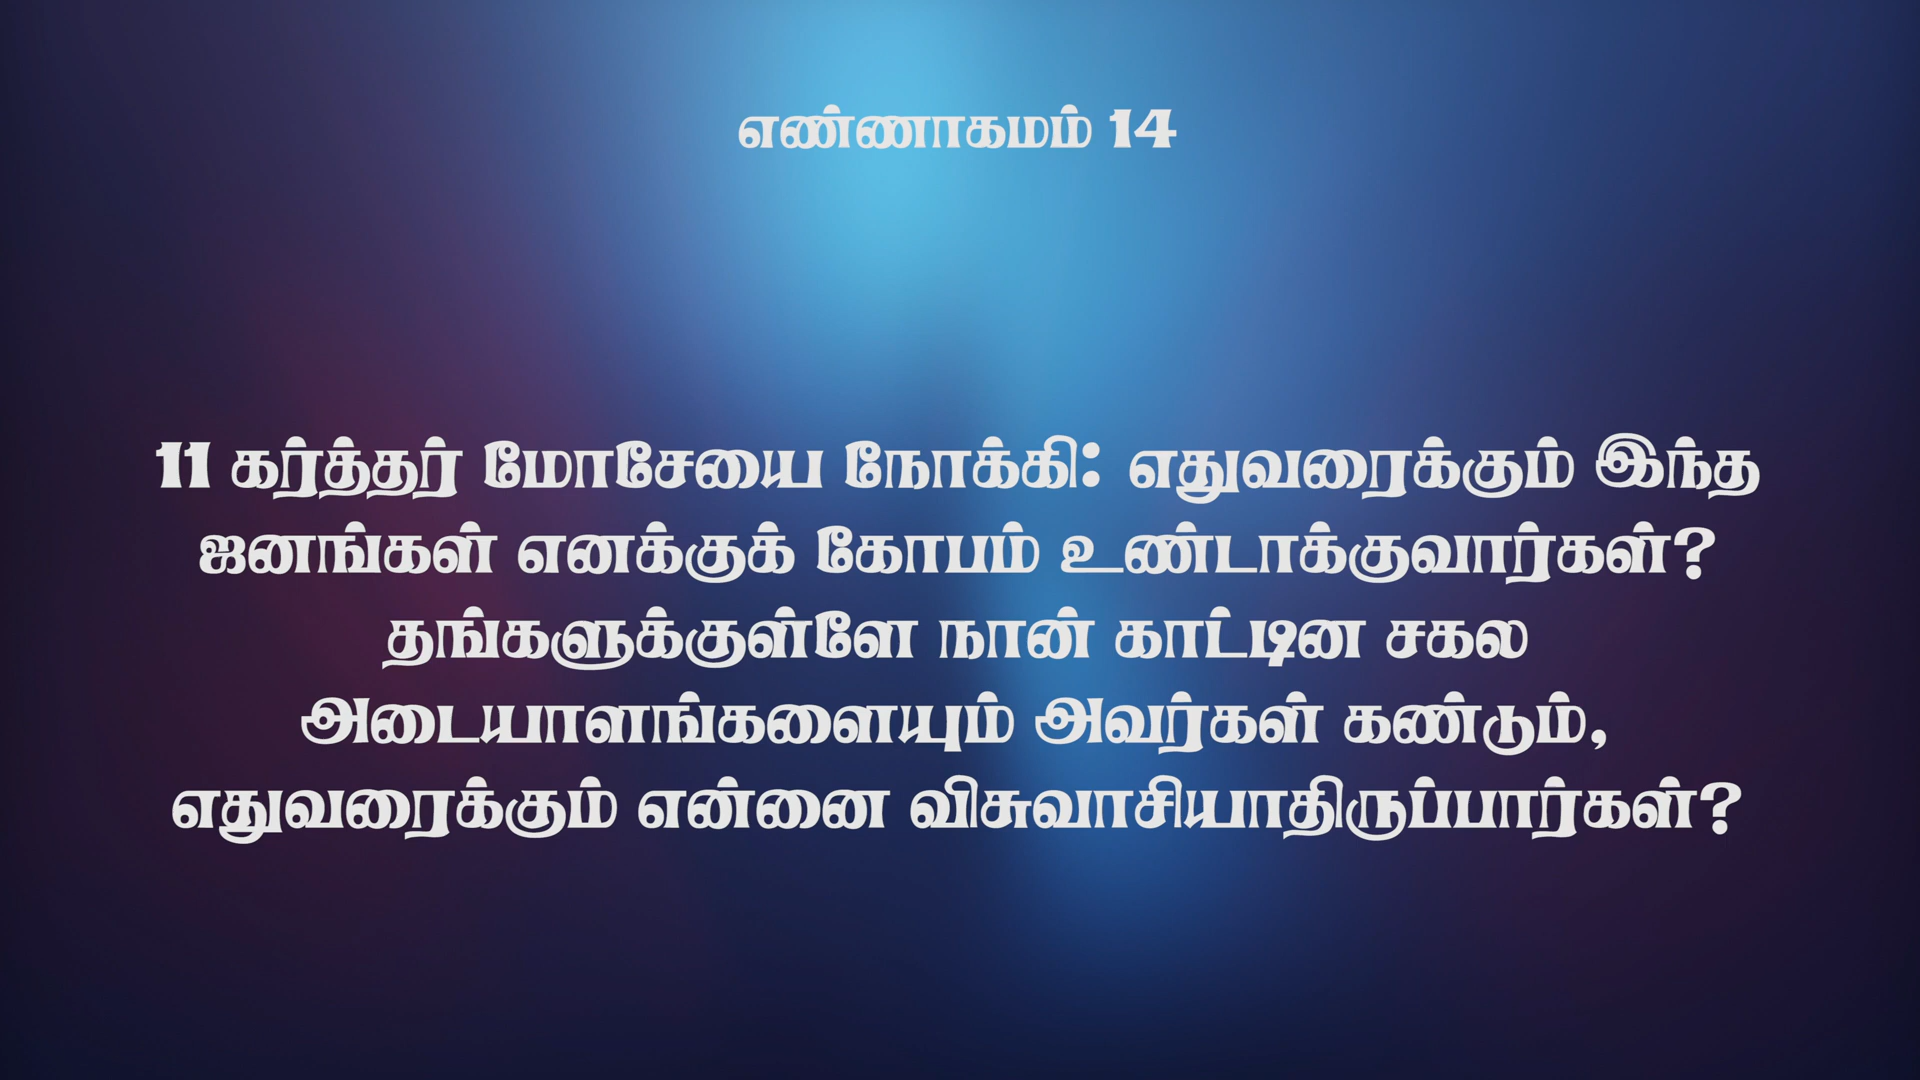 எண்ணாகமம் 14
11 கர்த்தர் மோசேயை நோக்கி: எதுவரைக்கும் இந்த
ஜனங்கள் எனக்குக் கோபம் உண்டாக்குவார்கள்?
தங்களுக்குள்ளே நான் காட்டின சகல
அடையாளங்களையும் அவர்கள் கண்டும்,
எதுவரைக்கும் என்னை விசுவாசியாதிருப்பார்கள்?